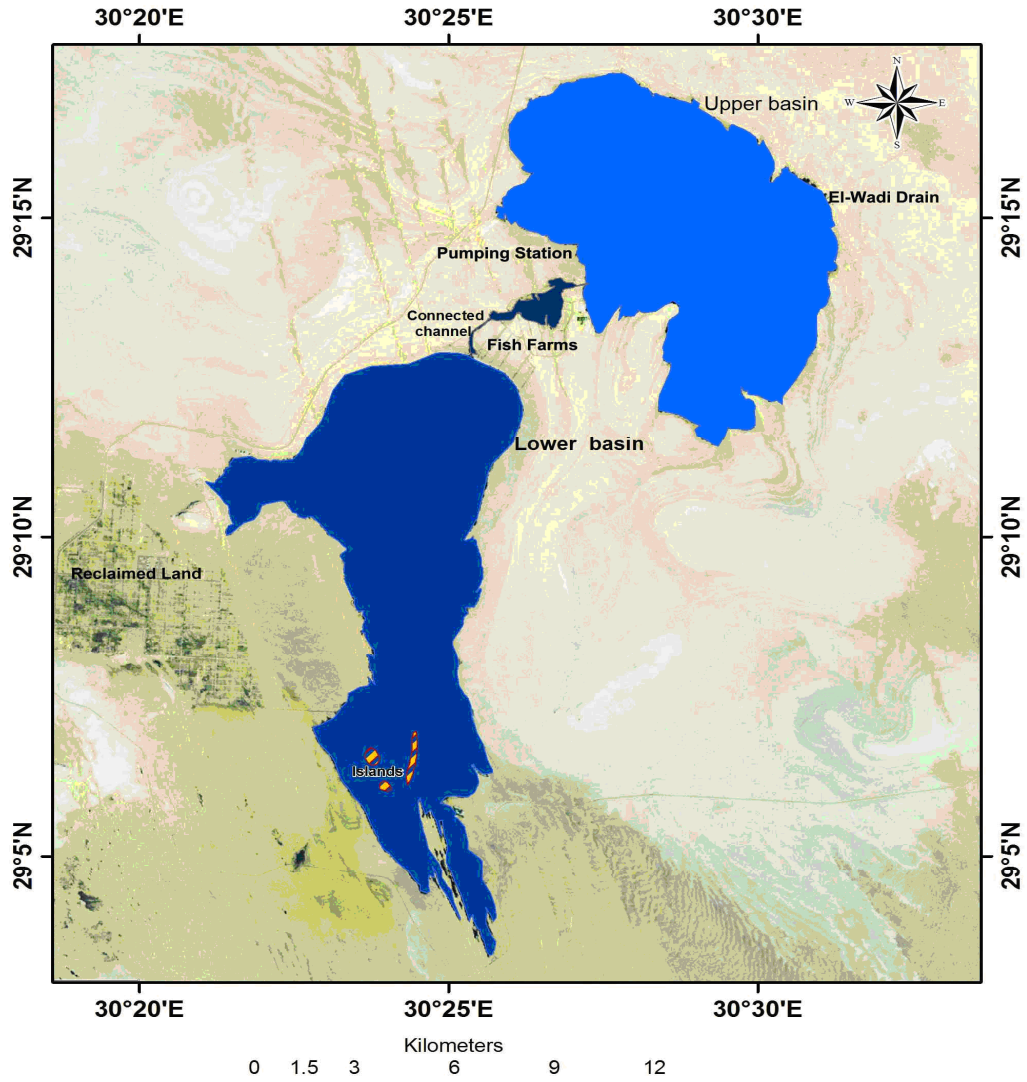 30°20'E 30°25'E 30°30'E
N
Upper basin
W E
S
El-Wadi Drain
29°15'N 29°15'N
Pumping Station
Connected
channel
Fish Farms
Lower basin
29°10'N 29°10'N
Reclaimed Land
Islands
29°5'N 29°5'N
30°20'E 30°25'E 30°30'E
Kilometers
0 1.5 3 6 9 12